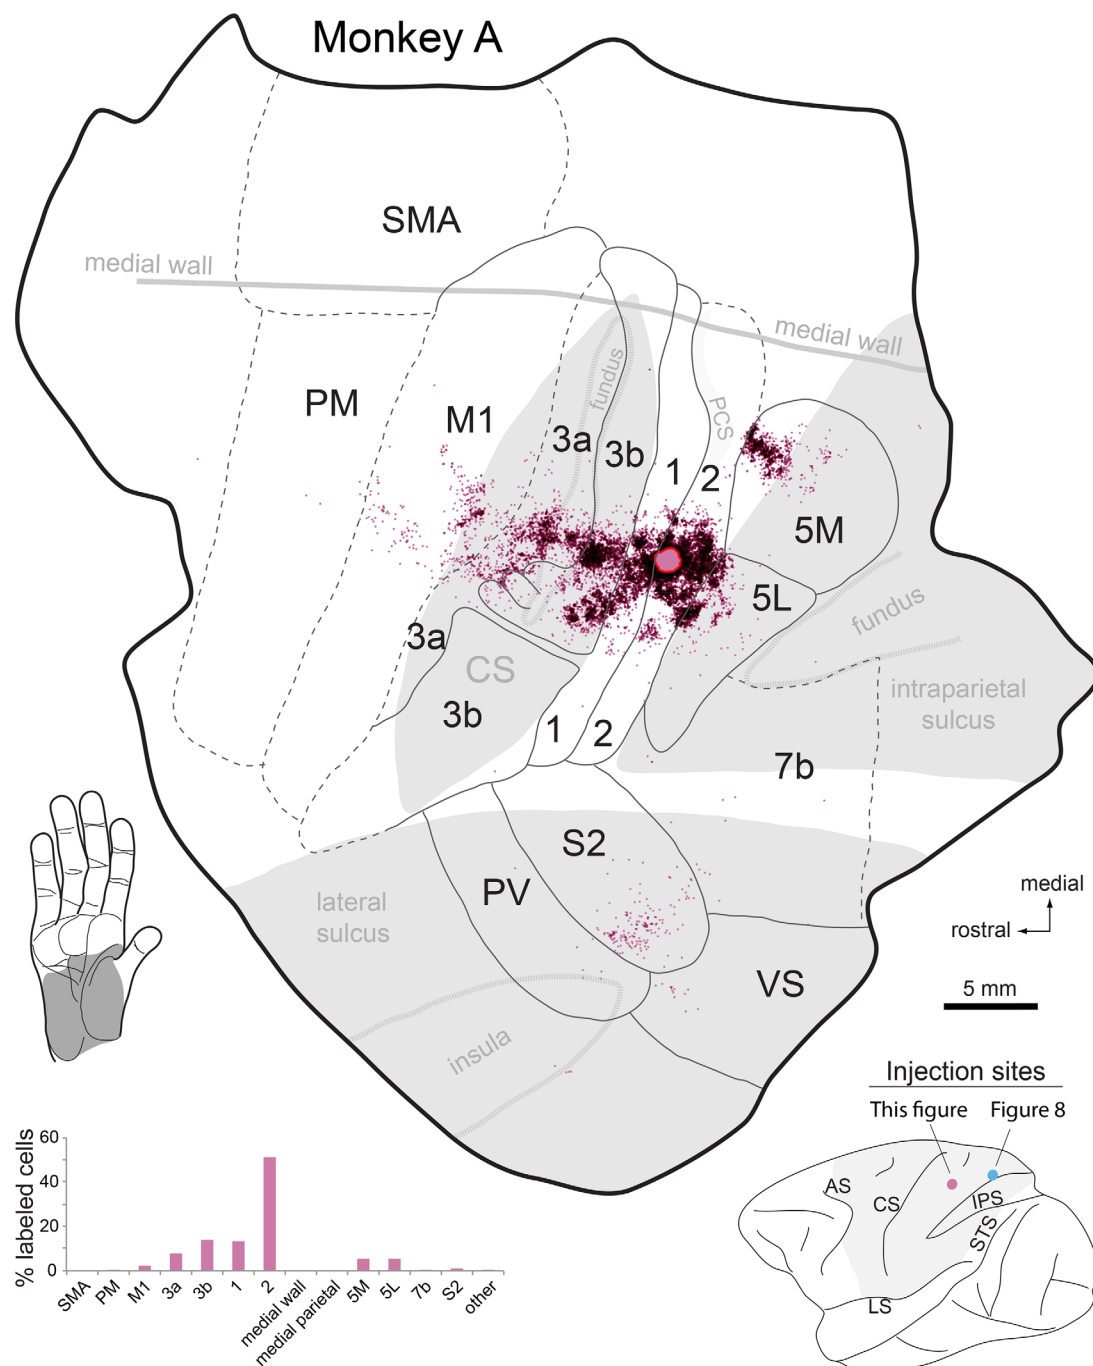 Monkey A
SMA
medial wall
medial wall
PM
M1
3a
fundus
3b
PCS
1
2
5M
5L
fundus
3a
CS
3b
1
2
intraparietal
sulcus
7b
S2
PV
lateral
sulcus
VS
insula
medial
rostral
5 mm
% labeled cells
60
40
20
0
SMA
PM
M1
3a
3b
1
2
medial wall
medial parietal
5M
5L
7b
S2
other
Injection sites
This figure
Figure 8
AS
CS
IPS
STS
LS